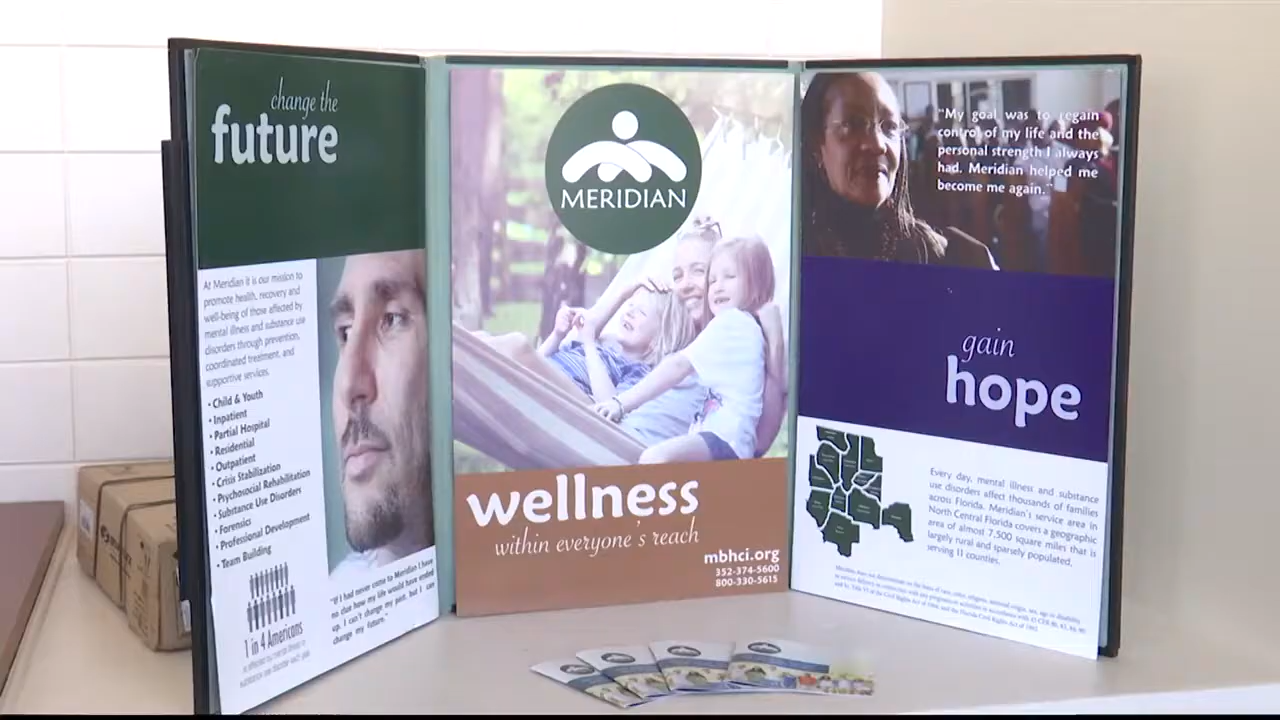 change the
future
At Meridian it is our mission to
promote health, recovery and
well-being of those affected by
mental illness and substance use
disorders through prevention,
coordinated treatment, and
supportive services.
• Child & Youth
• Inpatient
• Partial Hospital
• Residential
• Outpatient
• Crisis Stabilization
• Psychosocial Rehabilitation
• Substance Use Disorders
• Forensics
• Professional Development
• Team Building
1 in 4 Americans
"If I had never come to Meridian I have
no clue how my life would have ended
up. I can't change my past, but I can
change my future."
MERIDIAN
wellness
within everyone's reach
mbhci.org
352-374-5600
800-330-5615
"My goal was to regain
control of my life and the
personal strength I always
had. Meridian helped me
become me again."
gain
hope
Every day, mental illness and substance
use disorders affect thousands of families
across Florida. Meridian's service area in
North Central Florida covers a geographic
area of almost 7,500 square miles that is
largely rural and sparsely populated,
serving 11 counties.